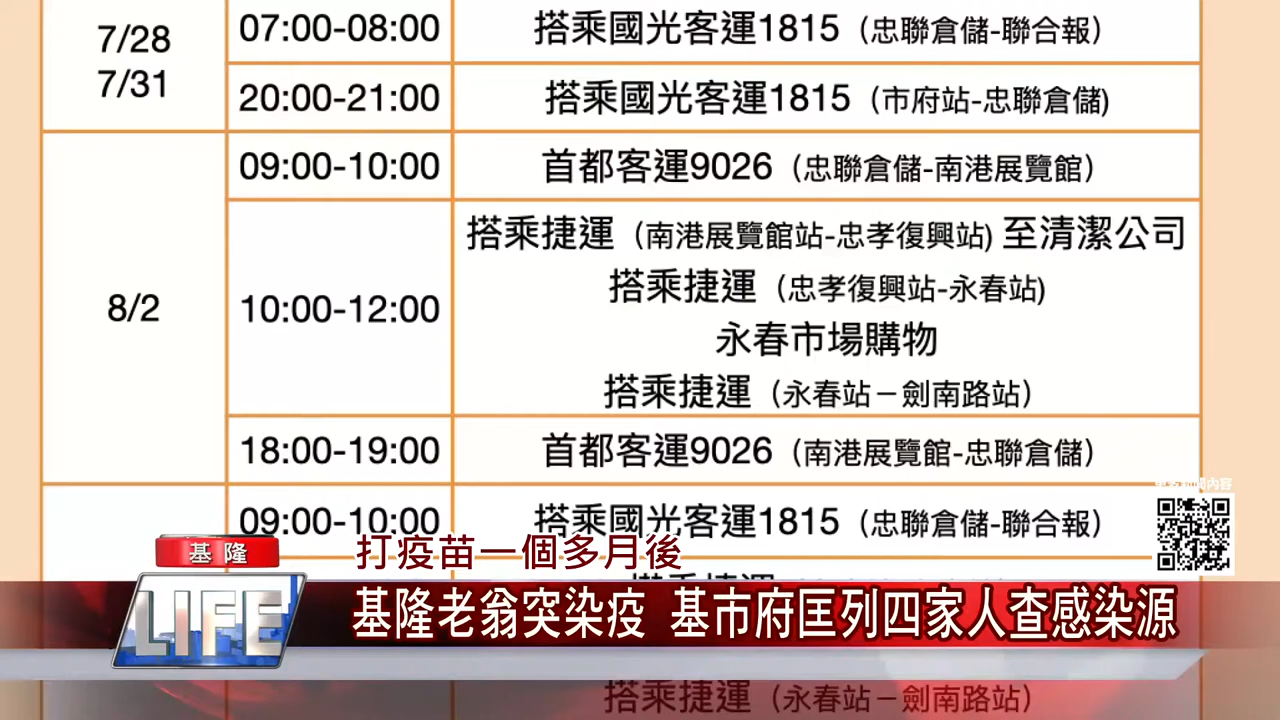 7/28
7/31
07:00-08:00 搭乘國光客運1815（忠聯倉儲-聯合報）
20:00-21:00 搭乘國光客運1815（市府站-忠聯倉儲)
8/2
09:00-10:00 首都客運9026（忠聯倉儲-南港展覽館）
10:00-12:00
搭乘捷運（南港展覽館站-忠孝復興站) 至清潔公司
搭乘捷運（忠孝復興站-永春站)
永春市場購物
搭乘捷運（永春站－劍南路站）
18:00-19:00 首都客運9026（南港展覽館-忠聯倉儲）
09:00-10:00 搭乘國光客運1815（忠聯倉儲-聯合報）
更多新聞內容
基隆
LIFE
打疫苗一個多月後
基隆老翁突染疫 基市府匡列四家人查感染源
搭乘捷運（永春站－劍南路站）